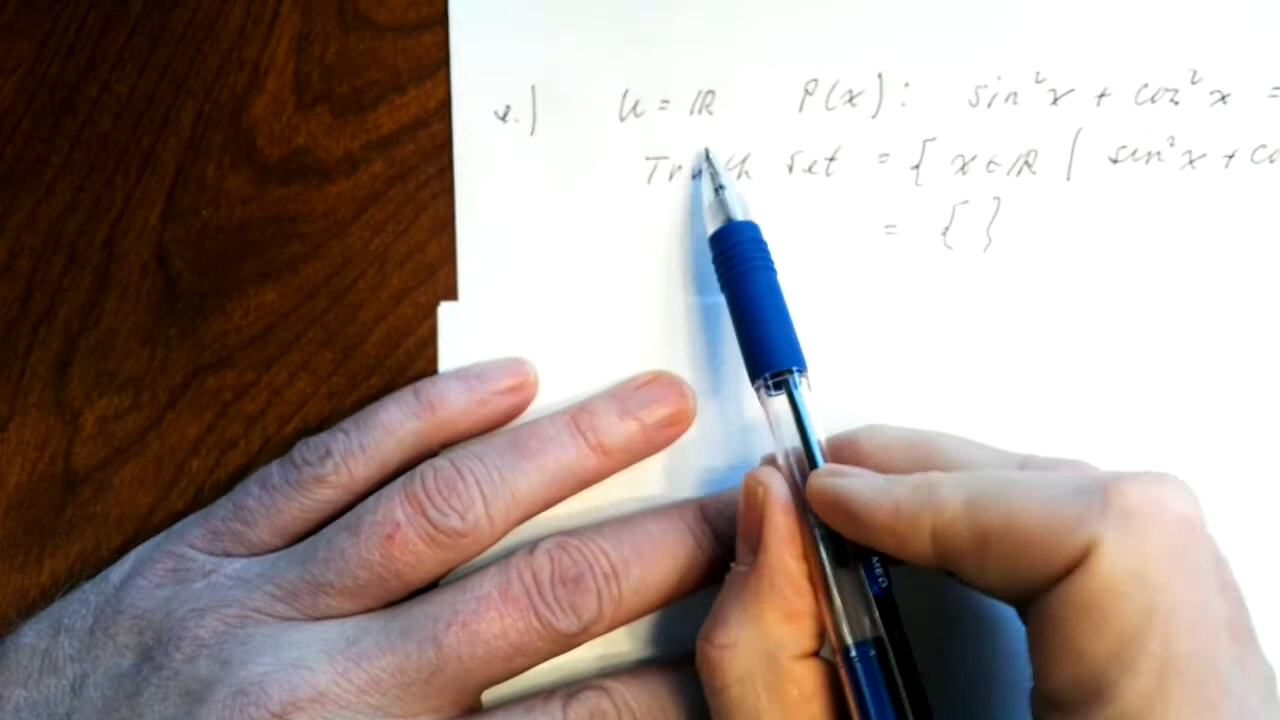 e.) U = ℝ P(x): sin²x + cos²x =
Truth set = { x ∈ ℝ | sin²x + co
= { }